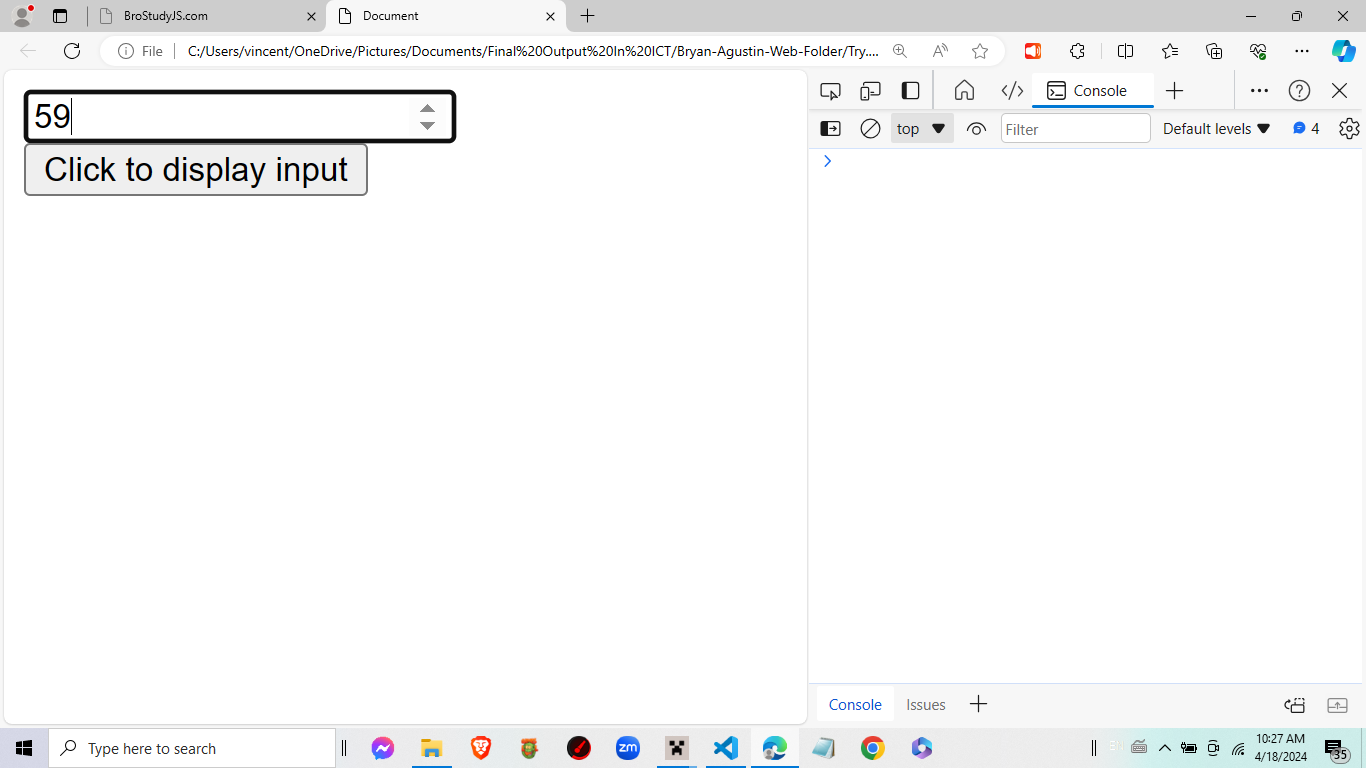 BroStudyJS.com
Document
File
C:/Users/vincent/OneDrive/Pictures/Documents/Final%20Output%20In%20ICT/Bryan-Agustin-Web-Folder/Try....
59
Click to display input
Console
top
Filter
Default levels
4
Console
Issues
Type here to search
zm
10:27 AM
4/18/2024
35